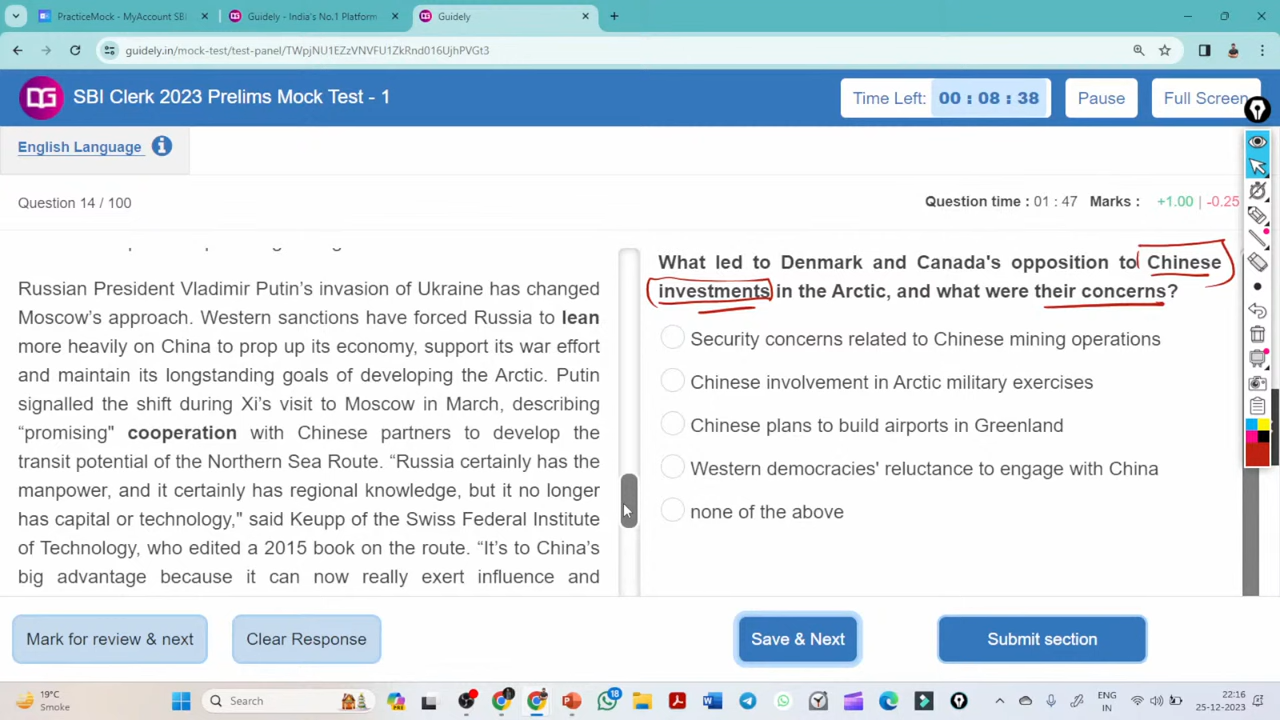 PracticeMock - MyAccount SBI
Guidely - India's No.1 Platform
Guidely
guidely.in/mock-test/test-panel/TWpjNU1EZzVNVFU1ZkRnd016UjhPVGt3
DG
SBI Clerk 2023 Prelims Mock Test - 1
Time Left: 00 : 08 : 38
Pause
Full Screen
English Language
Question 14 / 100
Question time : 01 : 47 Marks : +1.00 | -0.25
Russian President Vladimir Putin's invasion of Ukraine has changed
Moscow's approach. Western sanctions have forced Russia to lean
more heavily on China to prop up its economy, support its war effort
and maintain its longstanding goals of developing the Arctic. Putin
signalled the shift during Xi's visit to Moscow in March, describing
“promising" cooperation with Chinese partners to develop the
transit potential of the Northern Sea Route. “Russia certainly has the
manpower, and it certainly has regional knowledge, but it no longer
has capital or technology," said Keupp of the Swiss Federal Institute
of Technology, who edited a 2015 book on the route. “It's to China's
big advantage because it can now really exert influence and
What led to Denmark and Canada's opposition to Chinese
investments in the Arctic, and what were their concerns?
Security concerns related to Chinese mining operations
Chinese involvement in Arctic military exercises
Chinese plans to build airports in Greenland
Western democracies' reluctance to engage with China
none of the above
Mark for review & next
Clear Response
Save & Next
Submit section
19°C
Smoke
Search
18
ENG
IN
22:16
25-12-2023